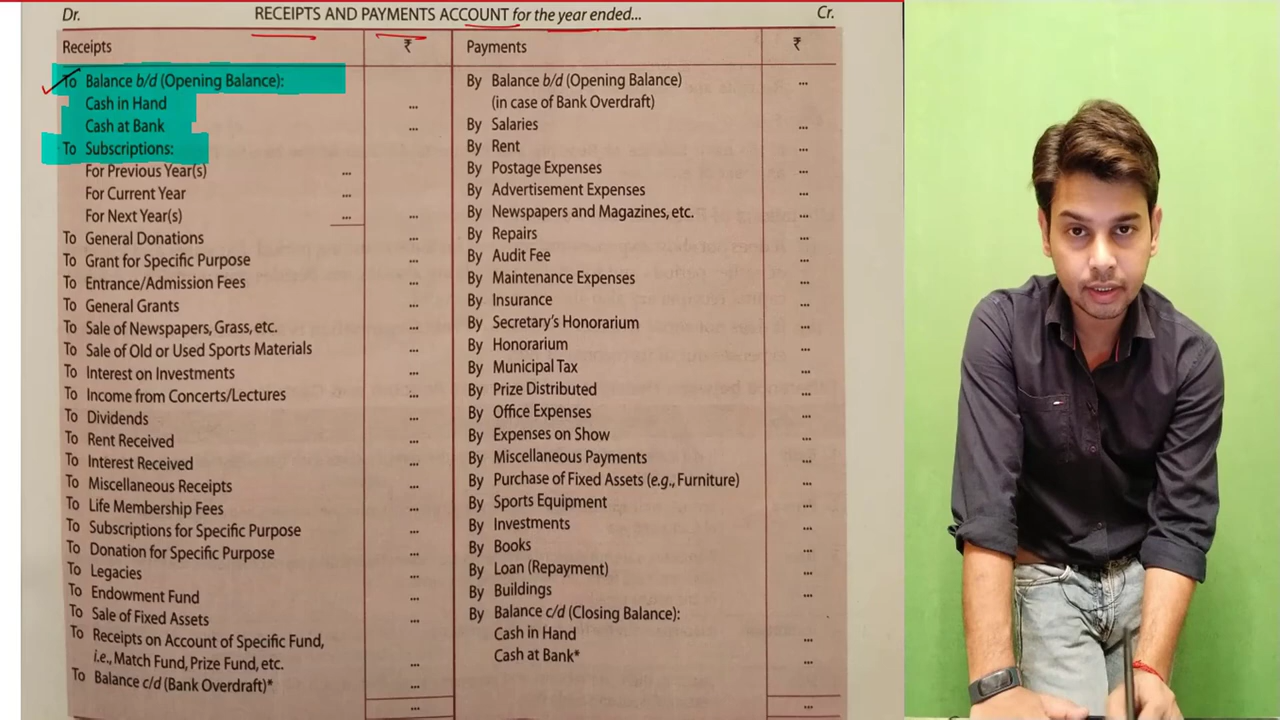 Dr. RECEIPTS AND PAYMENTS ACCOUNT for the year ended... Cr.
Receipts ₹ Payments ₹
To Balance b/d (Opening Balance):
Cash in Hand ...
Cash at Bank ...
To Subscriptions:
For Previous Year(s) ...
For Current Year ...
For Next Year(s) ... ...
To General Donations ...
To Grant for Specific Purpose ...
To Entrance/Admission Fees ...
To General Grants ...
To Sale of Newspapers, Grass, etc. ...
To Sale of Old or Used Sports Materials ...
To Interest on Investments ...
To Income from Concerts/Lectures ...
To Dividends ...
To Rent Received ...
To Interest Received ...
To Miscellaneous Receipts ...
To Life Membership Fees ...
To Subscriptions for Specific Purpose ...
To Donation for Specific Purpose ...
To Legacies ...
To Endowment Fund ...
To Sale of Fixed Assets ...
To Receipts on Account of Specific Fund,
i.e., Match Fund, Prize Fund, etc. ...
To Balance c/d (Bank Overdraft)* ...
...
By Balance b/d (Opening Balance) ...
(in case of Bank Overdraft)
By Salaries ...
By Rent ...
By Postage Expenses ...
By Advertisement Expenses ...
By Newspapers and Magazines, etc. ...
By Repairs ...
By Audit Fee ...
By Maintenance Expenses ...
By Insurance ...
By Secretary's Honorarium ...
By Honorarium ...
By Municipal Tax ...
By Prize Distributed ...
By Office Expenses ...
By Expenses on Show ...
By Miscellaneous Payments ...
By Purchase of Fixed Assets (e.g., Furniture) ...
By Sports Equipment ...
By Investments ...
By Books ...
By Loan (Repayment) ...
By Buildings ...
By Balance c/d (Closing Balance):
Cash in Hand ...
Cash at Bank* ...
...